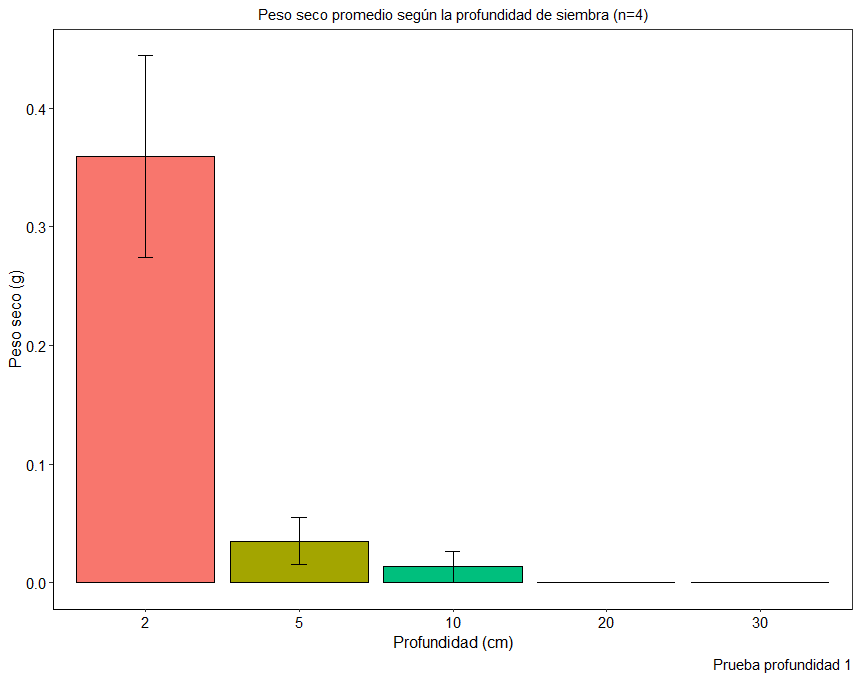 Peso seco promedio según la profundidad de siembra (n=4)
Peso seco (g)
0.4
0.3
0.2
0.1
0.0
2 5 10 20 30
Profundidad (cm)
Prueba profundidad 1